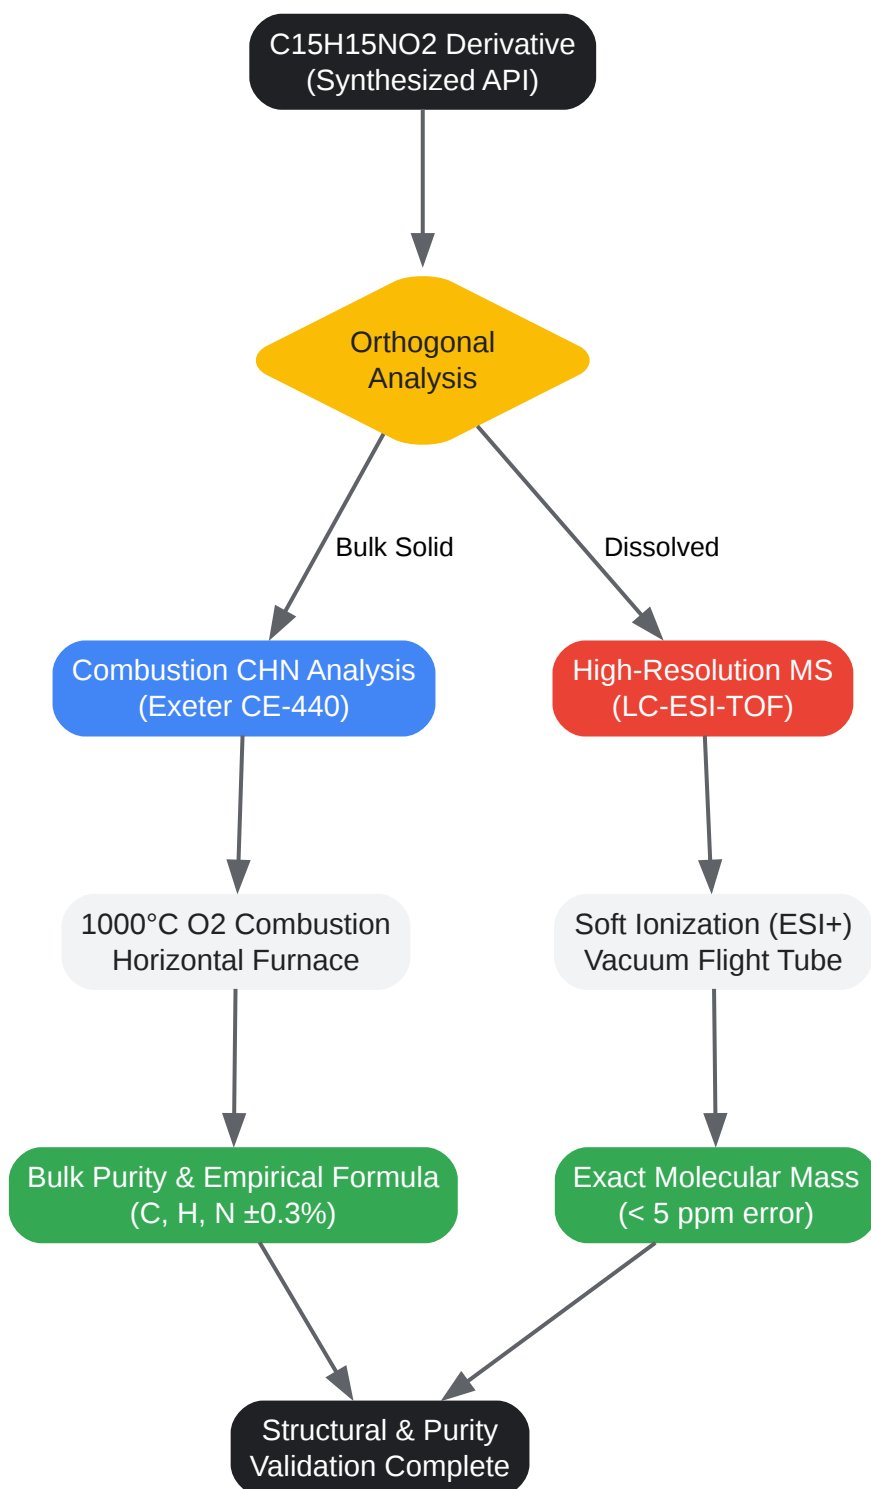 C15H15NO2 Derivative
(Synthesized API)
Orthogonal
Analysis
Bulk Solid
Dissolved
Combustion CHN Analysis
(Exeter CE-440)
High-Resolution MS
(LC-ESI-TOF)
1000°C O2 Combustion
Horizontal Furnace
Soft Ionization (ESI+)
Vacuum Flight Tube
Bulk Purity & Empirical Formula
(C, H, N ±0.3%)
Exact Molecular Mass
(< 5 ppm error)
Structural & Purity
Validation Complete